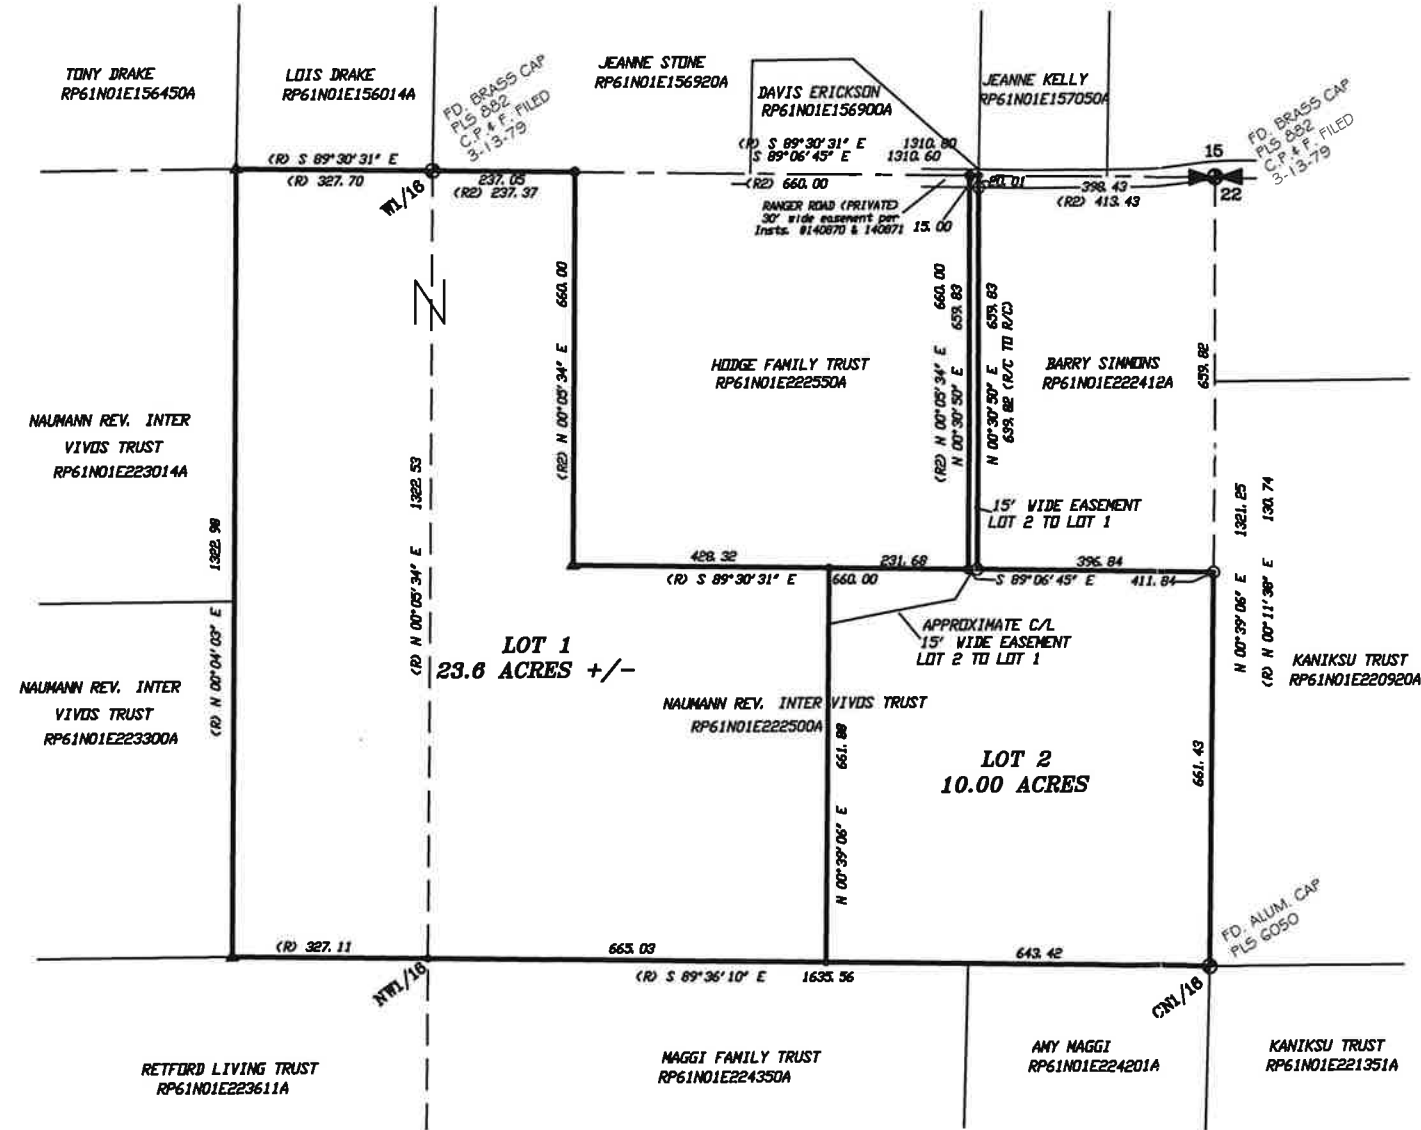 TONY DRAKE
RP61N01E156450A
LOIS DRAKE
RP61N01E156014A
FD. BRASS CAP
PLS 882
C.P. & F. FILED
3-13-79
JEANNE STONE
RP61N01E156920A
DAVIS ERICKSON
RP61N01E156900A
JEANNE KELLY
RP61N01E157050A
FD. BRASS CAP
PLS 882
C.P. & F. FILED
3-13-79
(R) S 89°30'31" E
(R) 327.70
W1/16
237.05
(R2) 237.37
(R) S 89°30'31" E 1310.80
S 89°06'45" E 1310.60
(R2) 660.00
RANGER ROAD (PRIVATE)
30' wide easement per
Insts. #140870 & 140871
15.00
20.01
398.43
(R2) 413.43
15
22
N
(R2) N 00°05'34" E 660.00
(R2) N 00°05'34" E 660.00
N 00°30'50" E 659.83
N 00°30'50" E 659.83
639.82 (R/C TO R/C)
659.82
HODGE FAMILY TRUST
RP61N01E222550A
BARRY SIMMONS
RP61N01E222412A
NAUMANN REV. INTER
VIVOS TRUST
RP61N01E223014A
(R) N 00°04'03" E 1322.98
(R) N 00°05'34" E 1322.53
15' WIDE EASEMENT
LOT 2 TO LOT 1
N 00°39'06" E 1321.25
(R) N 00°11'38" E 130.74
428.32
(R) S 89°30'31" E
231.68
660.00
396.84
S 89°06'45" E 411.84
APPROXIMATE C/L
15' WIDE EASEMENT
LOT 2 TO LOT 1
LOT 1
23.6 ACRES +/-
KANIKSU TRUST
RP61N01E220920A
NAUMANN REV. INTER
VIVOS TRUST
RP61N01E223300A
NAUMANN REV. INTER VIVOS TRUST
RP61N01E222500A
N 00°39'06" E 661.88
LOT 2
10.00 ACRES
661.43
FD. ALUM. CAP
PLS 6050
(R) 327.11
665.03
643.42
(R) S 89°36'10" E 1635.56
NW1/16
CN1/16
RETFORD LIVING TRUST
RP61N01E223611A
MAGGI FAMILY TRUST
RP61N01E224350A
AMY MAGGI
RP61N01E224201A
KANIKSU TRUST
RP61N01E221351A